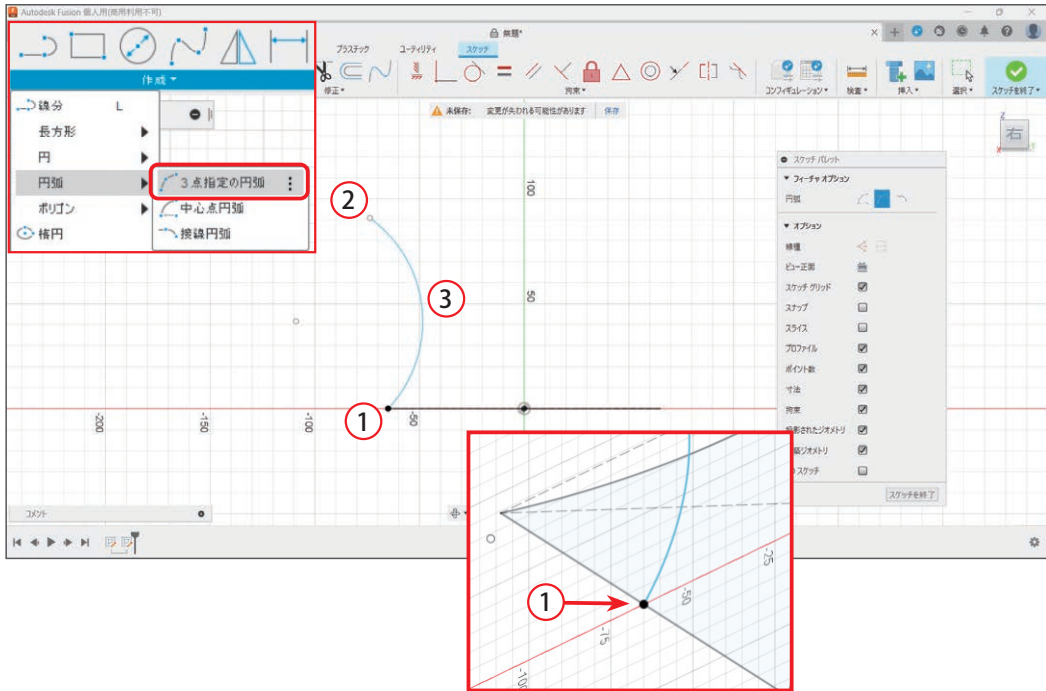 Autodesk Fusion 個人用(商用利用不可)
無題*
作成
線分 L
長方形
円
円弧
ポリゴン
楕円
3 点指定の円弧
中心点円弧
接線円弧
プラスチック ユーティリティ スケッチ
修正 拘束 コンフィギュレーション 検査 挿入 選択 スケッチを終了
未保存: 変更が失われる可能性があります 保存
右
Z
スケッチ パレット
フィーチャ オプション
円弧
オプション
線種
ビュー正面
スケッチ グリッド
スナップ
スライス
プロファイル
ポイント数
寸法
拘束
投影されたジオメトリ
スケッチ
スケッチを終了
②
③
①
100
50
-200
-150
-100
-50
コメント
①
-25
-50
-75
-100